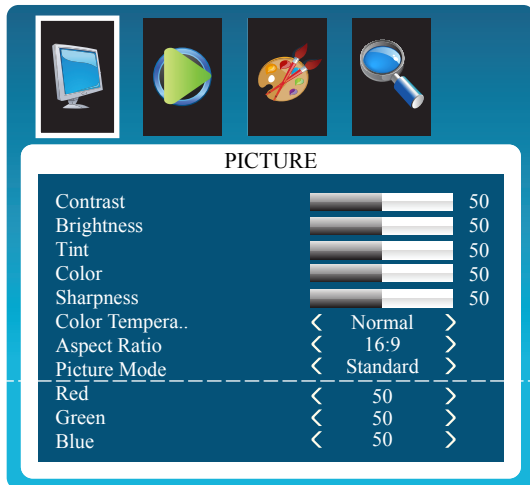 PICTURE
Contrast 50
Brightness 50
Tint 50
Color 50
Sharpness 50
Color Tempera.. < Normal >
Aspect Ratio < 16:9 >
Picture Mode < Standard >
Red < 50 >
Green < 50 >
Blue < 50 >